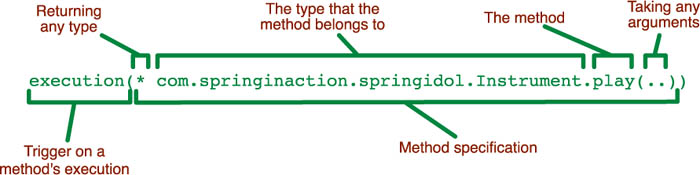 Returning
any type
The type that the
method belongs to
The method
Taking any
arguments
execution(* com.springinaction.springidol.Instrument.play(..))
Trigger on a
method's execution
Method specification